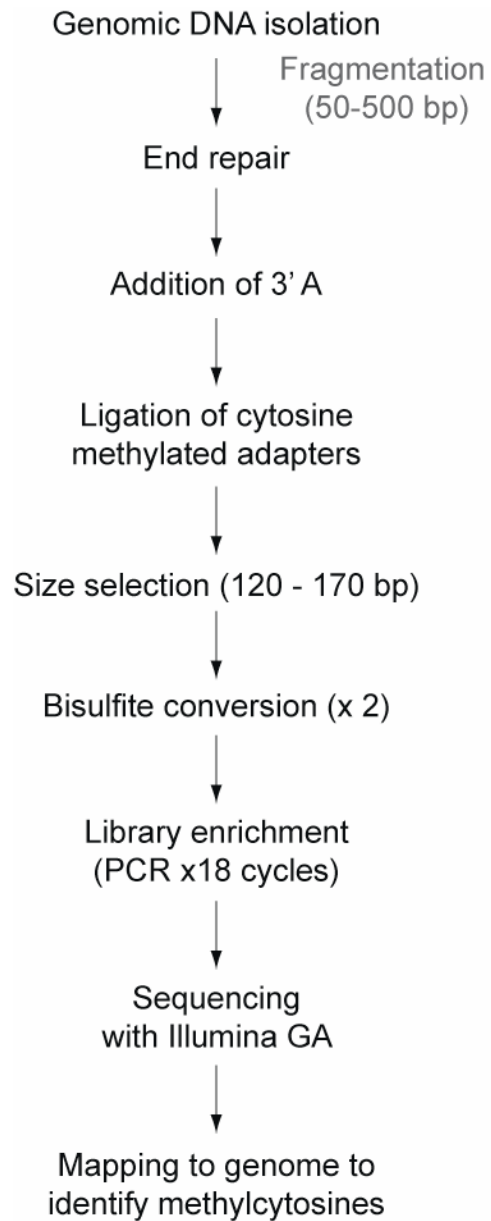 Genomic DNA isolation
Fragmentation
(50-500 bp)
End repair
Addition of 3’ A
Ligation of cytosine
methylated adapters
Size selection (120 - 170 bp)
Bisulfite conversion (x 2)
Library enrichment
(PCR x18 cycles)
Sequencing
with Illumina GA
Mapping to genome to
identify methylcytosines